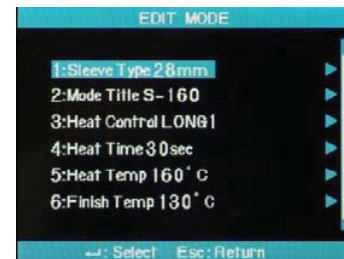 EDIT MODE
1:Sleeve Type 28mm
2:Mode Title S-160
3:Heat Control LONG1
4:Heat Time 30sec
5:Heat Temp 160°C
6:Finish Temp 130°C
↵: Select Esc:Return